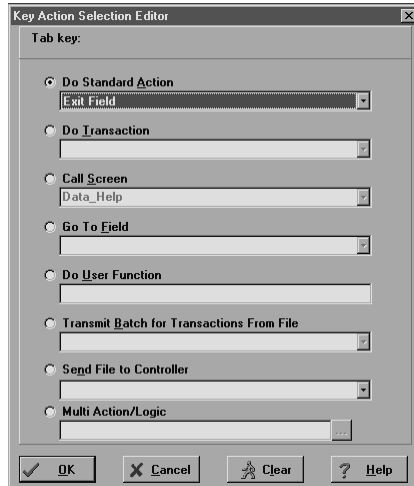 Key Action Selection Editor
Tab key:
Do Standard Action
Exit Field
Do Transaction
Call Screen
Data_Help
Go To Field
Do User Function
Transmit Batch for Transactions From File
Send File to Controller
Multi Action/Logic
...
OK Cancel Clear Help